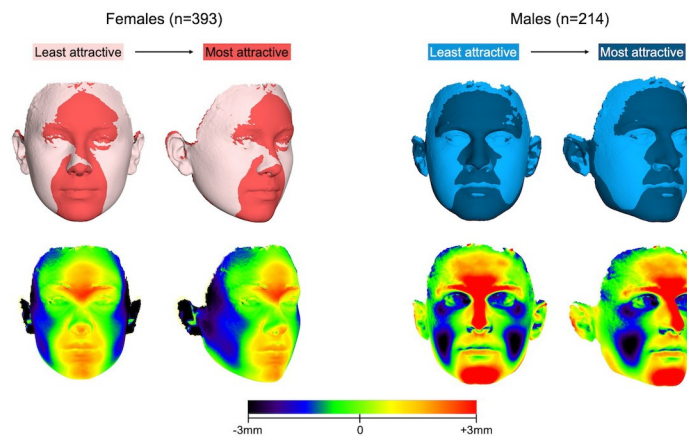 Females (n=393)
Males (n=214)
Least attractive
Most attractive
Least attractive
Most attractive
-3mm
0
+3mm